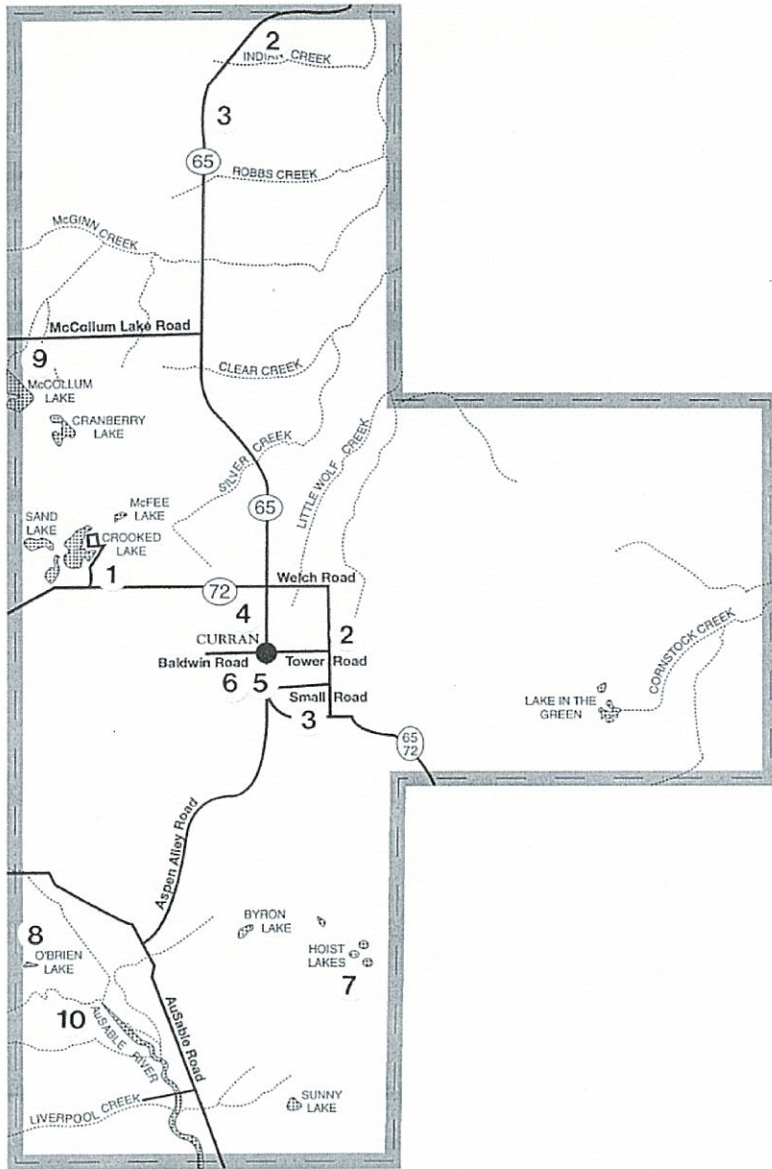 2
INDIAN CREEK
3
65
ROBBS CREEK
McGINN CREEK
McCollum Lake Road
9
CLEAR CREEK
McCOLLUM
LAKE
CRANBERRY
LAKE
SILVER CREEK
LITTLE WOLF CREEK
65
McFEE
LAKE
SAND
LAKE
CROOKED
LAKE
1
72
Welch Road
4
2
CURRAN
Baldwin Road
Tower Road
6
5
Small Road
3
CORNSTOCK CREEK
LAKE IN THE
GREEN
65
72
Aspen Alley Road
BYRON
LAKE
8
HOIST
LAKES
O'BRIEN
LAKE
7
10
AuSABLE RIVER
AuSable Road
SUNNY
LAKE
LIVERPOOL CREEK